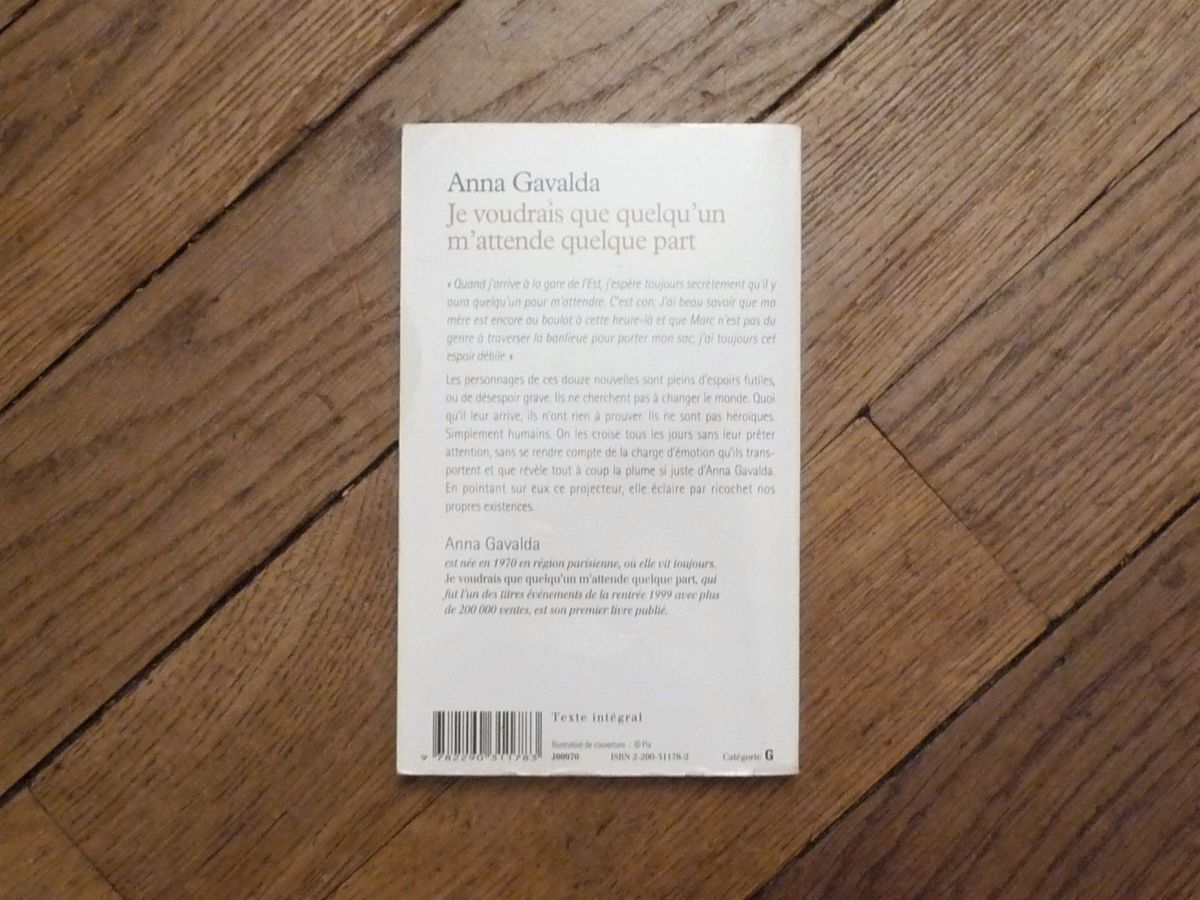 Anna Gavalda
Je voudrais que quelqu'un
m'attende quelque part
« Quand j'arrive à la gare de l'Est, j'espère toujours secrètement qu'il y
aura quelqu'un pour m'attendre. C'est con. J'ai beau savoir que ma
mère est encore au boulot à cette heure-là et que Marc n'est pas du
genre à traverser la banlieue pour porter mon sac, j'ai toujours cet
espoir débile. »
Les personnages de ces douze nouvelles sont pleins d'espoirs futiles,
ou de désespoir grave. Ils ne cherchent pas à changer le monde. Quoi
qu'il leur arrive, ils n'ont rien à prouver. Ils ne sont pas héroïques.
Simplement humains. On les croise tous les jours sans leur prêter
attention, sans se rendre compte de la charge d'émotion qu'ils trans-
portent et que révèle tout à coup la plume si juste d'Anna Gavalda.
En pointant sur eux ce projecteur, elle éclaire par ricochet nos
propres existences.
Anna Gavalda
est née en 1970 en région parisienne, où elle vit toujours.
Je voudrais que quelqu'un m'attende quelque part, qui
fut l'un des titres événements de la rentrée 1999 avec plus
de 200 000 ventes, est son premier livre publié.
Texte intégral
Illustration de couverture : © Pix
9 782290 311783
J00970 ISBN 2-290-31178-2 Catégorie G